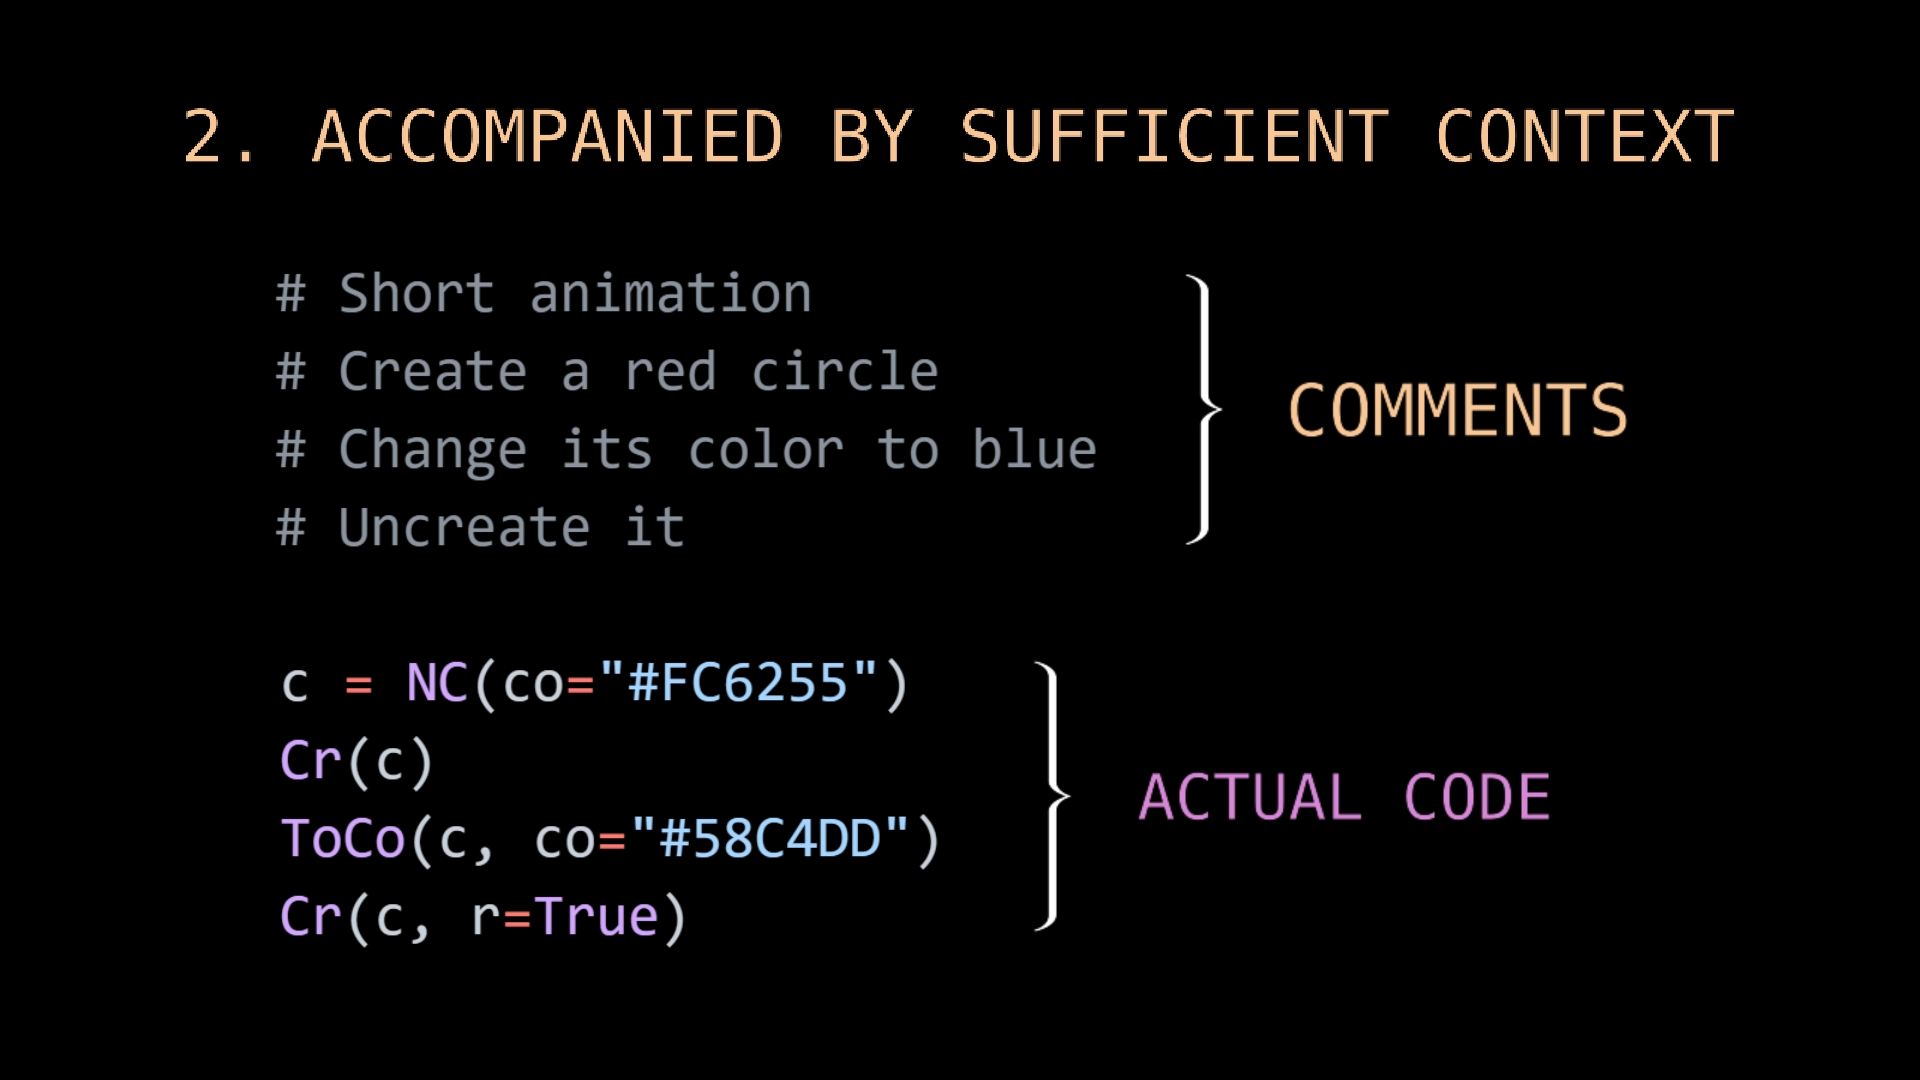 2. ACCOMPANIED BY SUFFICIENT CONTEXT
# Short animation
# Create a red circle
# Change its color to blue
# Uncreate it
COMMENTS
c = NC(co="#FC6255")
Cr(c)
ToCo(c, co="#58C4DD")
Cr(c, r=True)
ACTUAL CODE